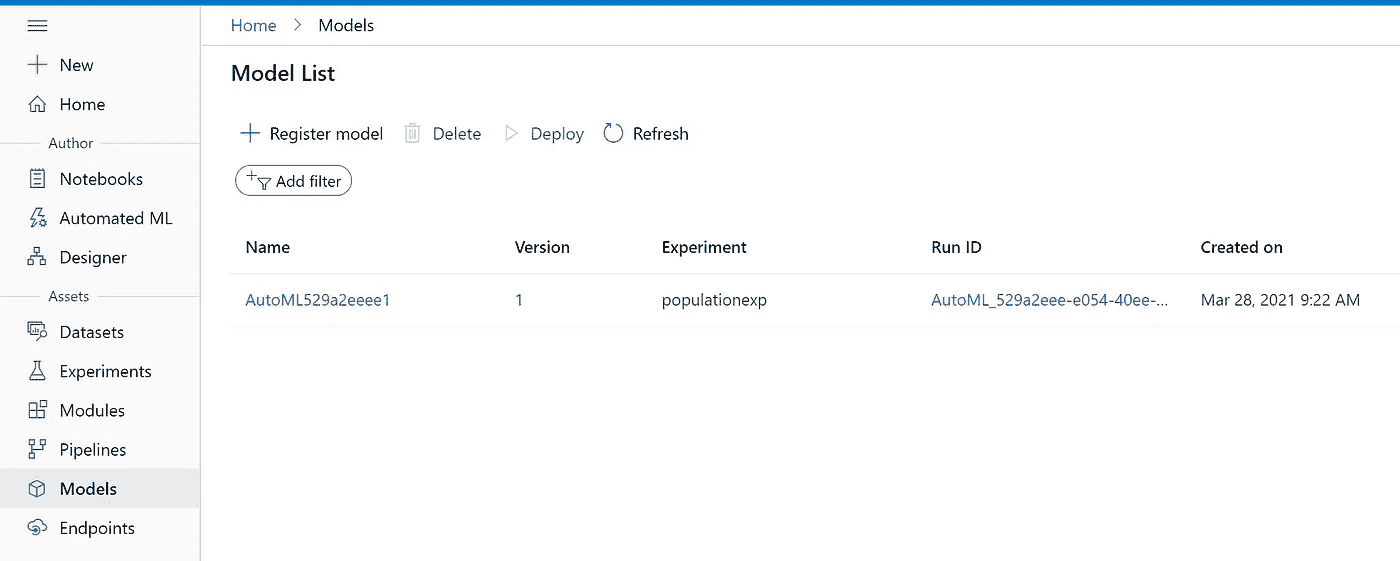 Home > Models
New
Home
Author
Notebooks
Automated ML
Designer
Assets
Datasets
Experiments
Modules
Pipelines
Models
Endpoints
Model List
Register model Delete Deploy Refresh
Add filter
Name Version Experiment Run ID Created on
AutoML529a2eeee1 1 populationexp AutoML_529a2eee-e054-40ee-... Mar 28, 2021 9:22 AM